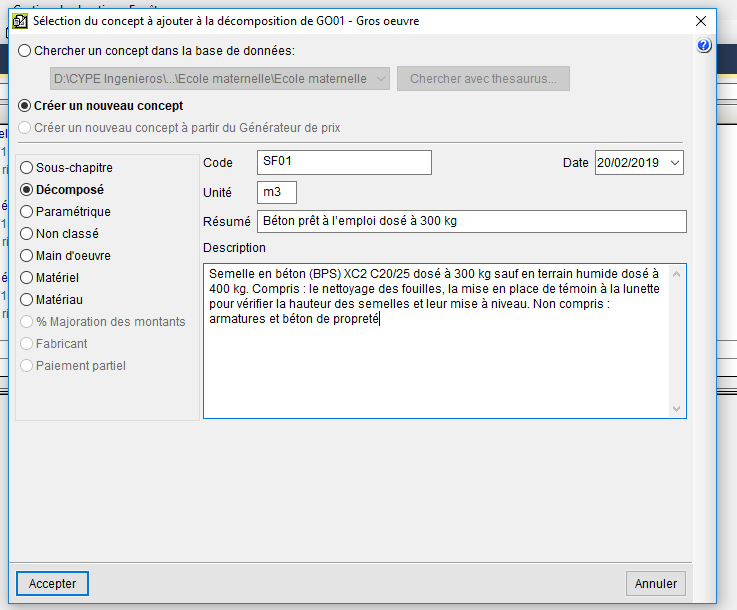 Sélection du concept à ajouter à la décomposition de GO01 - Gros oeuvre
Chercher un concept dans la base de données:
D:\CYPE Ingenieros\...\Ecole maternelle\Ecole maternelle
Chercher avec thesaurus...
Créer un nouveau concept
Créer un nouveau concept à partir du Générateur de prix
Sous-chapitre
Décomposé
Paramétrique
Non classé
Main d'oeuvre
Matériel
Matériau
% Majoration des montants
Fabricant
Paiement partiel
Code SF01 Date 20/02/2019
Unité m3
Résumé Béton prêt à l'emploi dosé à 300 kg
Description
Semelle en béton (BPS) XC2 C20/25 dosé à 300 kg sauf en terrain humide dosé à
400 kg. Compris : le nettoyage des fouilles, la mise en place de témoin à la lunette
pour vérifier la hauteur des semelles et leur mise à niveau. Non compris :
armatures et béton de propreté
Accepter Annuler